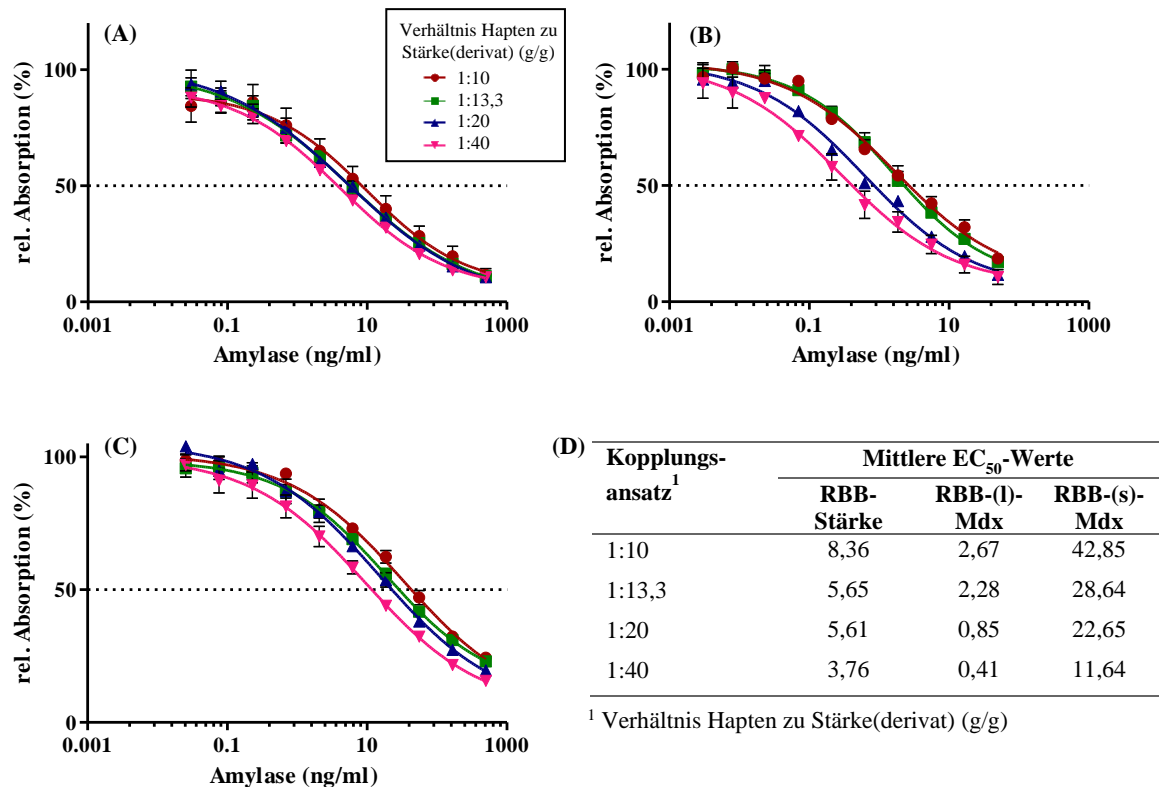 (A)
rel. Absorption (%)
100
50
0
0.001
0.1
10
1000
Amylase (ng/ml)
Verhältnis Hapten zu
Stärke(derivat) (g/g)
1:10
1:13,3
1:20
1:40
(B)
rel. Absorption (%)
100
50
0
0.001
0.1
10
1000
Amylase (ng/ml)
(C)
rel. Absorption (%)
100
50
0
0.001
0.1
10
1000
Amylase (ng/ml)
(D)
Kopplungs- Mittlere EC50-Werte
ansatz1
RBB- RBB-(l)- RBB-(s)-
Stärke Mdx Mdx
1:10 8,36 2,67 42,85
1:13,3 5,65 2,28 28,64
1:20 5,61 0,85 22,65
1:40 3,76 0,41 11,64
1 Verhältnis Hapten zu Stärke(derivat) (g/g)